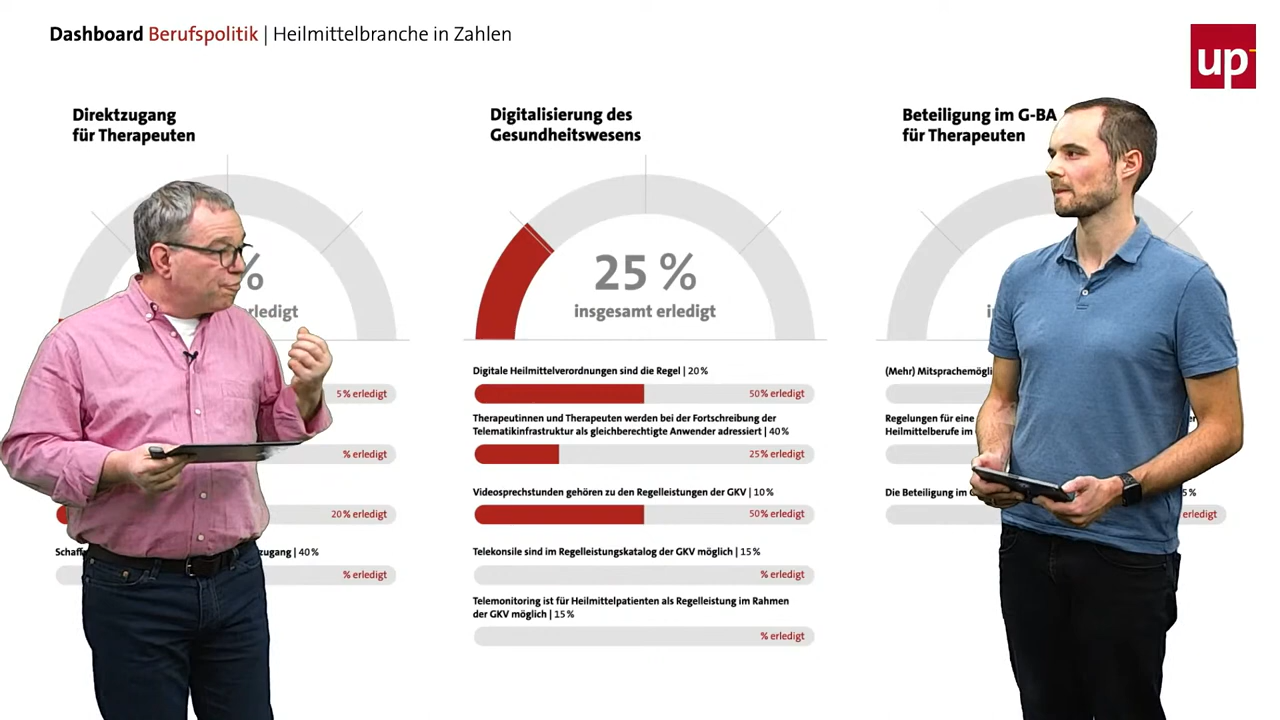 Dashboard Berufspolitik | Heilmittelbranche in Zahlen
up
Direktzugang
für Therapeuten
%
erledigt
5 % erledigt
% erledigt
20 % erledigt
zugang | 40 %
% erledigt
Digitalisierung des
Gesundheitswesens
25 %
insgesamt erledigt
Digitale Heilmittelverordnungen sind die Regel | 20 %
50 % erledigt
Therapeutinnen und Therapeuten werden bei der Fortschreibung der
Telematikinfrastruktur als gleichberechtigte Anwender adressiert | 40 %
25 % erledigt
Videosprechstunden gehören zu den Regelleistungen der GKV | 10 %
50 % erledigt
Telekonsile sind im Regelleistungskatalog der GKV möglich | 15 %
% erledigt
Telemonitoring ist für Heilmittelpatienten als Regelleistung im Rahmen
der GKV möglich | 15 %
% erledigt
Beteiligung im G-BA
für Therapeuten
(Mehr)
Regelungen für eine
Heilmittelberufe im
Die Beteiligung im
5 %
erledigt